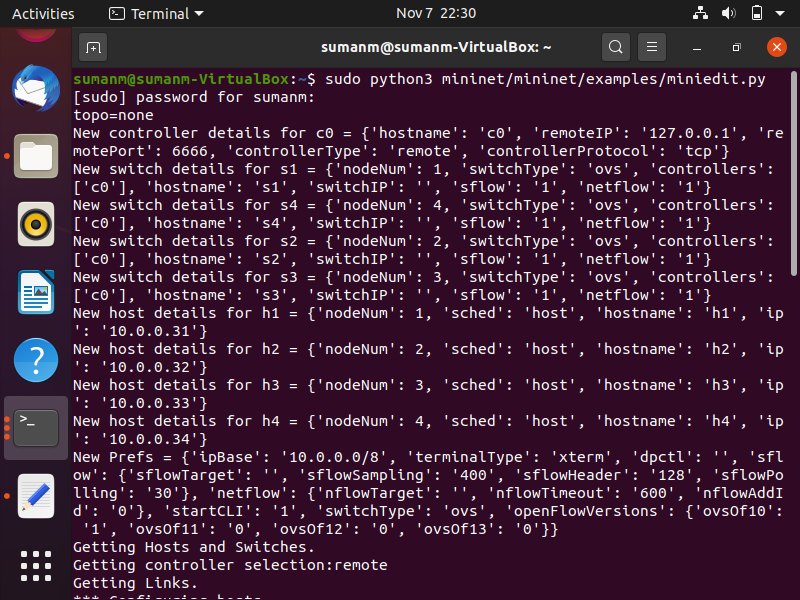 Activities
Terminal
Nov 7 22:30
sumanm@sumanm-VirtualBox: ~
sumanm@sumanm-VirtualBox:~$ sudo python3 mininet/mininet/examples/miniedit.py
[sudo] password for sumanm:
topo=none
New controller details for c0 = {'hostname': 'c0', 'remoteIP': '127.0.0.1', 're
motePort': 6666, 'controllerType': 'remote', 'controllerProtocol': 'tcp'}
New switch details for s1 = {'nodeNum': 1, 'switchType': 'ovs', 'controllers':
['c0'], 'hostname': 's1', 'switchIP': '', 'sflow': '1', 'netflow': '1'}
New switch details for s4 = {'nodeNum': 4, 'switchType': 'ovs', 'controllers':
['c0'], 'hostname': 's4', 'switchIP': '', 'sflow': '1', 'netflow': '1'}
New switch details for s2 = {'nodeNum': 2, 'switchType': 'ovs', 'controllers':
['c0'], 'hostname': 's2', 'switchIP': '', 'sflow': '1', 'netflow': '1'}
New switch details for s3 = {'nodeNum': 3, 'switchType': 'ovs', 'controllers':
['c0'], 'hostname': 's3', 'switchIP': '', 'sflow': '1', 'netflow': '1'}
New host details for h1 = {'nodeNum': 1, 'sched': 'host', 'hostname': 'h1', 'ip
': '10.0.0.31'}
New host details for h2 = {'nodeNum': 2, 'sched': 'host', 'hostname': 'h2', 'ip
': '10.0.0.32'}
New host details for h3 = {'nodeNum': 3, 'sched': 'host', 'hostname': 'h3', 'ip
': '10.0.0.33'}
New host details for h4 = {'nodeNum': 4, 'sched': 'host', 'hostname': 'h4', 'ip
': '10.0.0.34'}
New Prefs = {'ipBase': '10.0.0.0/8', 'terminalType': 'xterm', 'dpctl': '', 'sfl
ow': {'sflowTarget': '', 'sflowSampling': '400', 'sflowHeader': '128', 'sflowPo
lling': '30'}, 'netflow': {'nflowTarget': '', 'nflowTimeout': '600', 'nflowAddI
d': '0'}, 'startCLI': '1', 'switchType': 'ovs', 'openFlowVersions': {'ovsOf10':
 '1', 'ovsOf11': '0', 'ovsOf12': '0', 'ovsOf13': '0'}}
Getting Hosts and Switches.
Getting controller selection:remote
Getting Links.
*** Configuring hosts